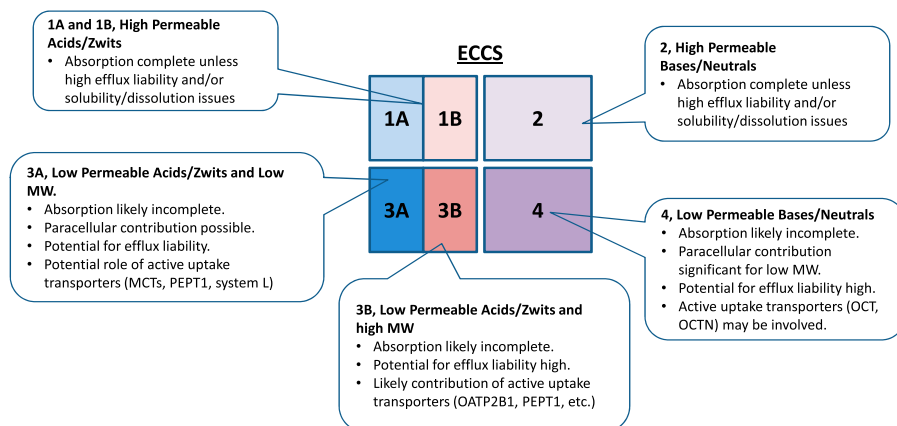 ECCS
1A and 1B, High Permeable
Acids/Zwits
• Absorption complete unless
high efflux liability and/or
solubility/dissolution issues
2, High Permeable
Bases/Neutrals
• Absorption complete unless
high efflux liability and/or
solubility/dissolution issues
1A
1B
2
3A
3B
4
3A, Low Permeable Acids/Zwits and Low
MW.
• Absorption likely incomplete.
• Paracellular contribution possible.
• Potential for efflux liability.
• Potential role of active uptake
transporters (MCTs, PEPT1, system L)
4, Low Permeable Bases/Neutrals
• Absorption likely incomplete.
• Paracellular contribution
significant for low MW.
• Potential for efflux liability high.
• Active uptake transporters (OCT,
OCTN) may be involved.
3B, Low Permeable Acids/Zwits and
high MW
• Absorption likely incomplete.
• Potential for efflux liability high.
• Likely contribution of active uptake
transporters (OATP2B1, PEPT1, etc.)